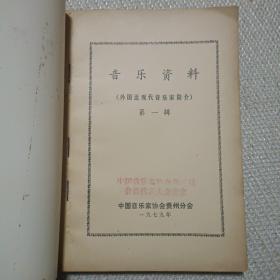 音乐资料
(外国近现代音乐家简介)
第一辑
中国音乐家协会贵州分会
一九七九年